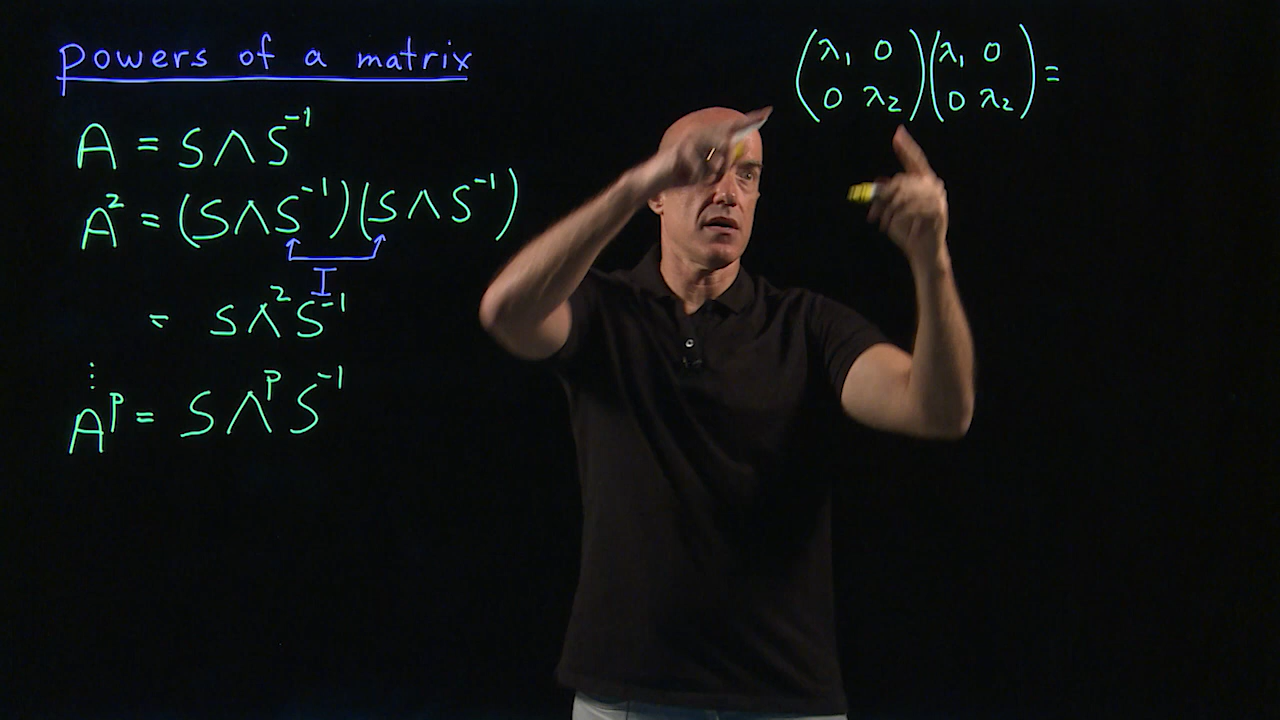 powers of a matrix
A = SΛS⁻¹
A² = (SΛS⁻¹)(SΛS⁻¹)
I
= SΛ²S⁻¹
⋮
Aᵖ = SΛᵖS⁻¹
(λ₁ 0)(λ₁ 0) =
(0 λ₂)(0 λ₂)